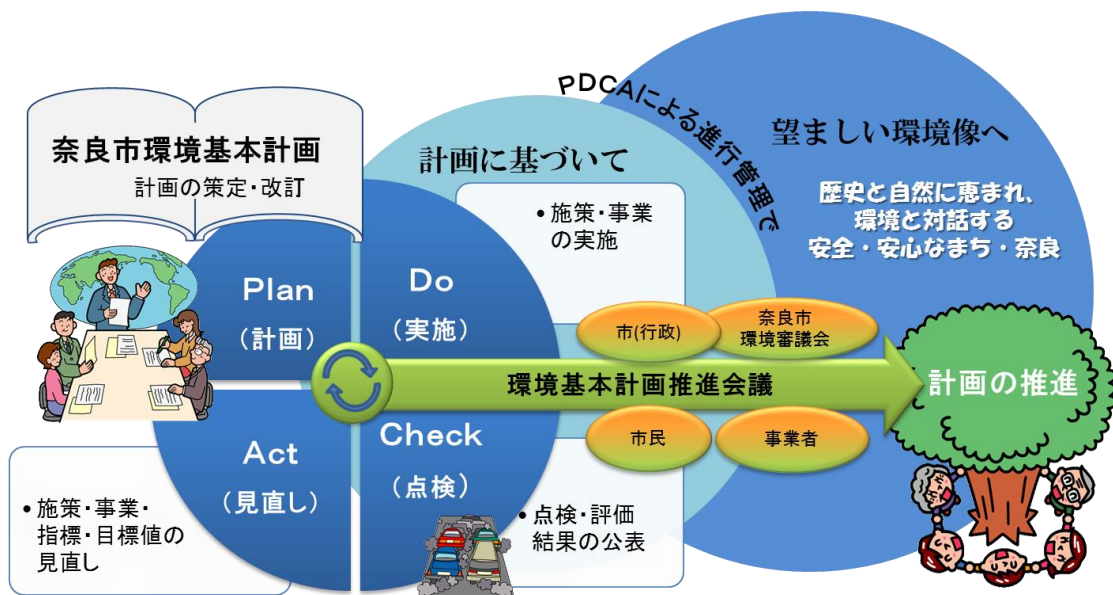 奈良市環境基本計画
計画の策定・改訂
Plan
(計画)
Do
(実施)
Check
(点検)
Act
(見直し)
計画に基づいて
•施策・事業
の実施
•点検・評価
結果の公表
•施策・事業・
指標・目標値の
見直し
PDCAによる進行管理で
望ましい環境像へ
歴史と自然に恵まれ、
環境と対話する
安全・安心なまち・奈良
市(行政)
奈良市
環境審議会
環境基本計画推進会議
市民
事業者
計画の推進